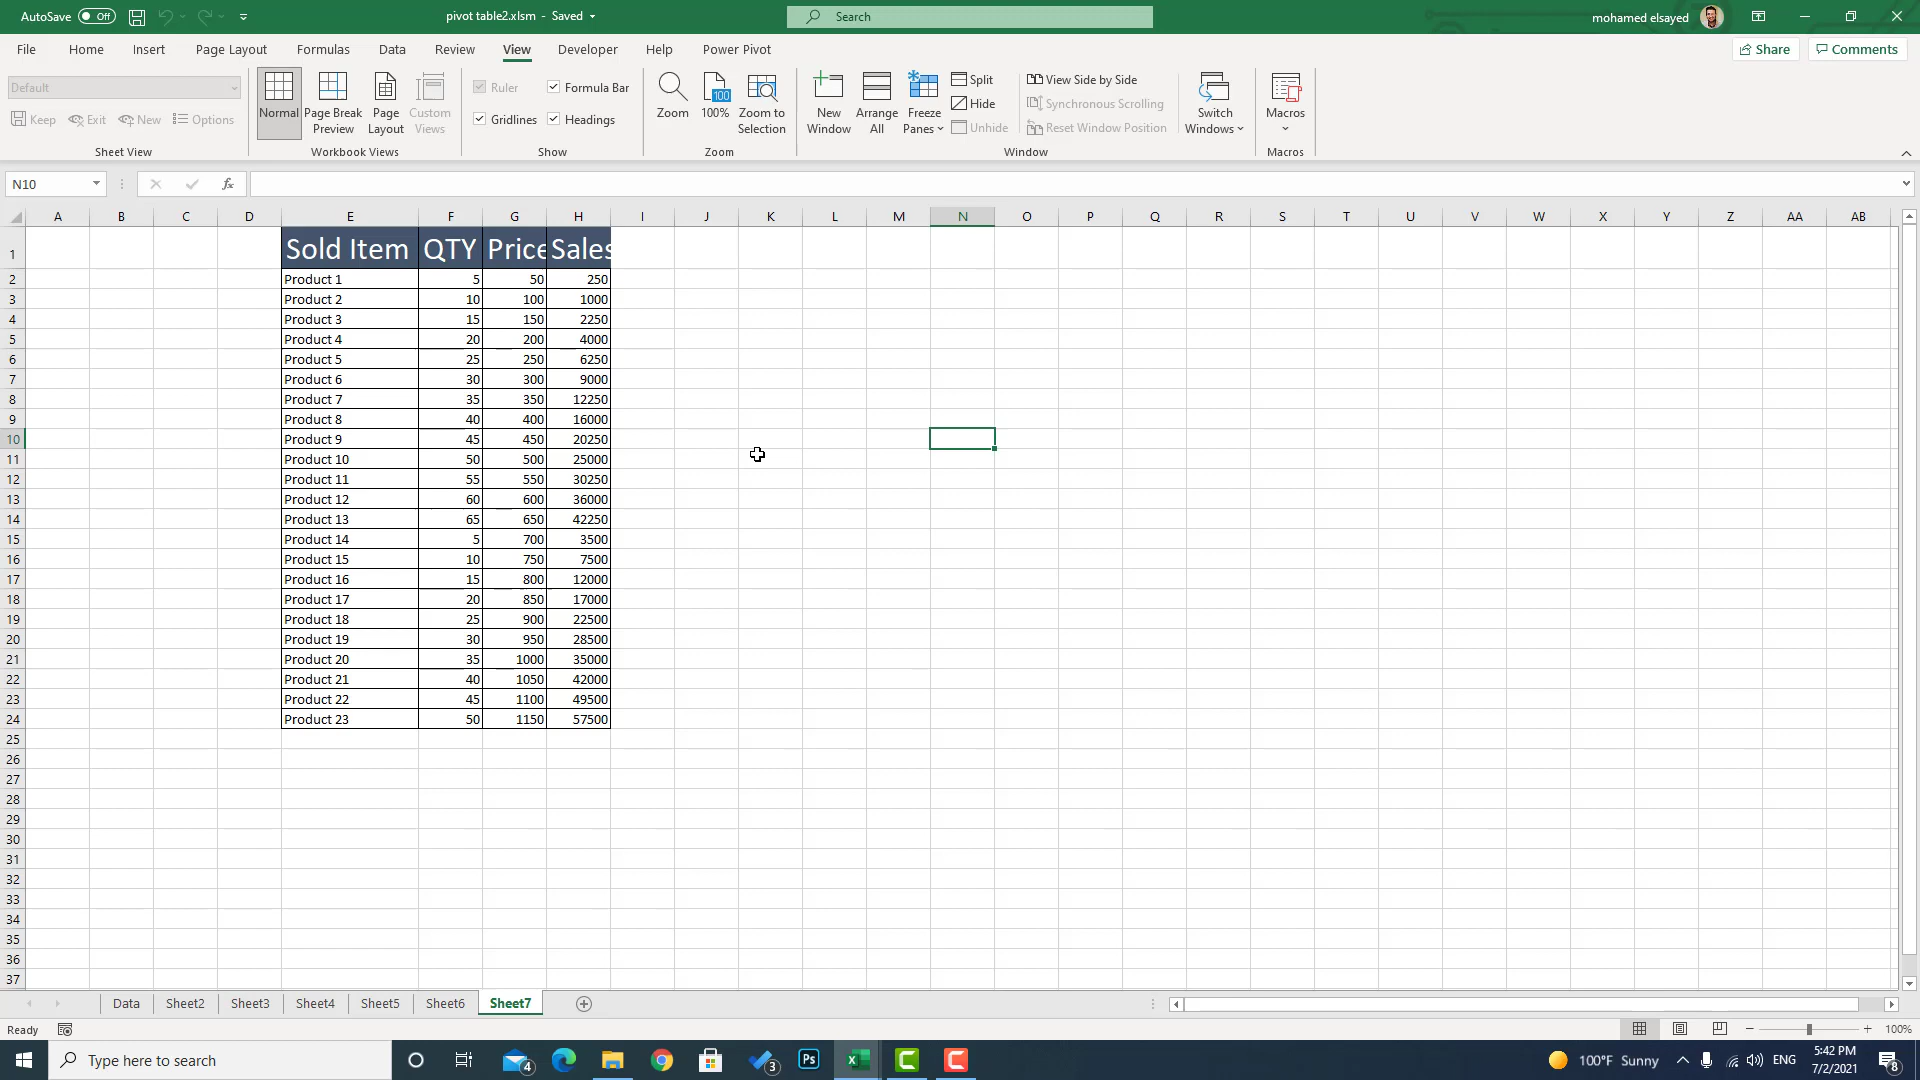 AutoSave Off pivot table2.xlsm - Saved Search mohamed elsayed
File Home Insert Page Layout Formulas Data Review View Developer Help Power Pivot Share Comments
Default
Keep Exit New Options
Sheet View
Normal Page Break Preview Page Layout Custom Views
Workbook Views
Ruler Formula Bar
Gridlines Headings
Show
Zoom 100 100% Zoom to Selection
Zoom
New Window Arrange All Freeze Panes
Split
Hide
Unhide
View Side by Side
Synchronous Scrolling
Reset Window Position
Switch Windows
Window
Macros
Macros
N10 fx
A B C D E F G H I J K L M N O P Q R S T U V W X Y Z AA AB
1 Sold Item QTY Price Sales
2 Product 1 5 50 250
3 Product 2 10 100 1000
4 Product 3 15 150 2250
5 Product 4 20 200 4000
6 Product 5 25 250 6250
7 Product 6 30 300 9000
8 Product 7 35 350 12250
9 Product 8 40 400 16000
10 Product 9 45 450 20250
11 Product 10 50 500 25000
12 Product 11 55 550 30250
13 Product 12 60 600 36000
14 Product 13 65 650 42250
15 Product 14 5 700 3500
16 Product 15 10 750 7500
17 Product 16 15 800 12000
18 Product 17 20 850 17000
19 Product 18 25 900 22500
20 Product 19 30 950 28500
21 Product 20 35 1000 35000
22 Product 21 40 1050 42000
23 Product 22 45 1100 49500
24 Product 23 50 1150 57500
25
26
27
28
29
30
31
32
33
34
35
36
37
Data Sheet2 Sheet3 Sheet4 Sheet5 Sheet6 Sheet7
Ready 100%
Type here to search 4 3 Ps 100°F Sunny ENG 5:42 PM 8
7/2/2021